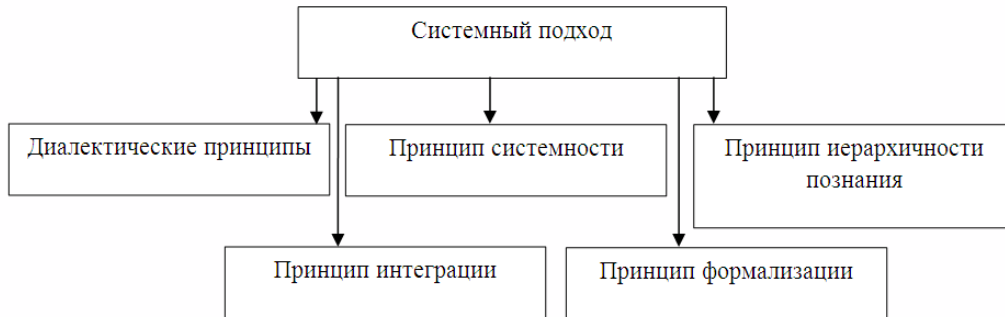 Системный подход
Диалектические принципы
Принцип системности
Принцип иерархичности
познания
Принцип интеграции
Принцип формализации